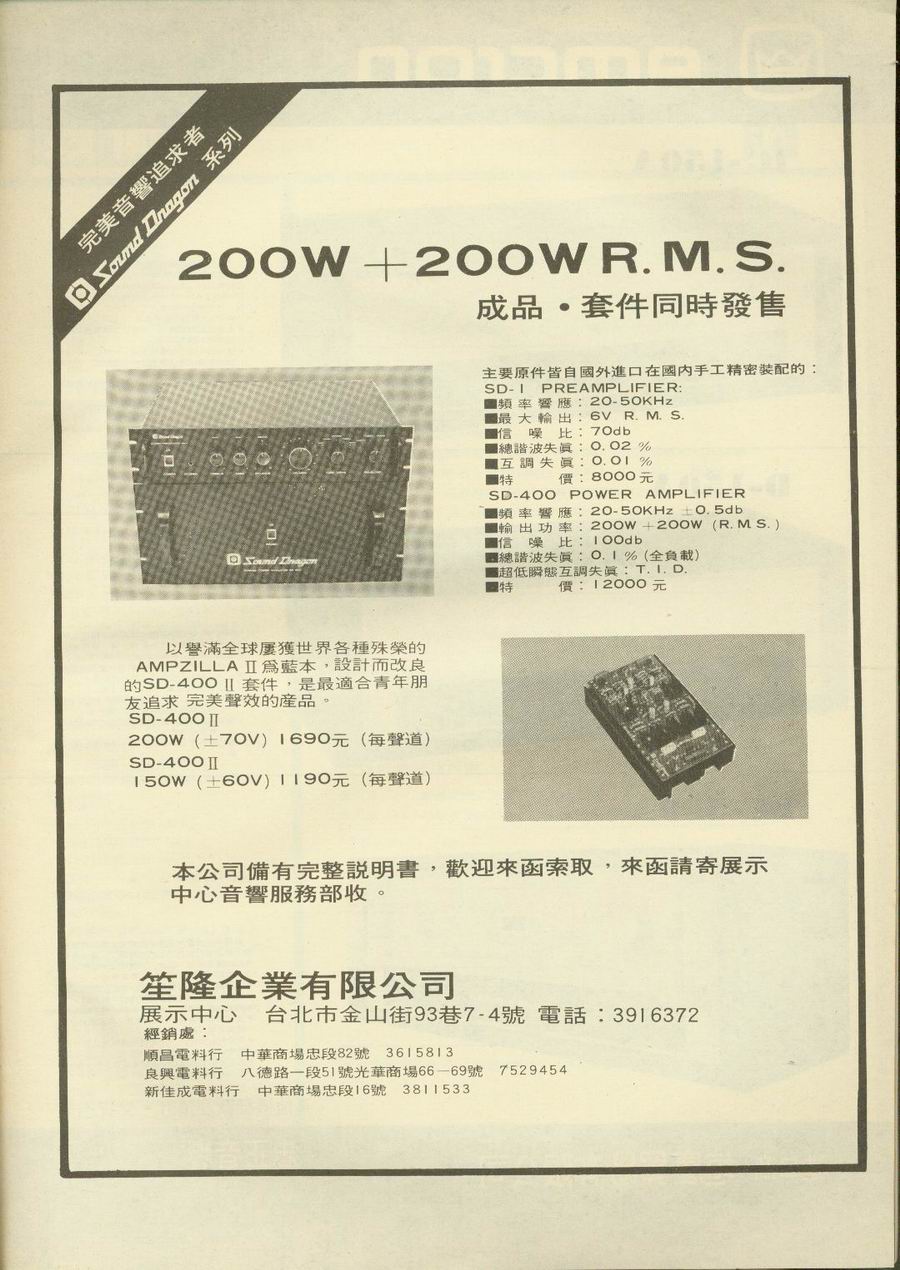 完美音響追求者
Sound Dragon 系列
200W +200W R. M. S.
成品・套件同時發售
主要原件皆自國外進口在國內手工精密裝配的：
SD-1 PREAMPLIFIER:
■頻率響應：20-50KHz
■最大輸出：6V R. M. S.
■信噪比：70db
■總諧波失眞：0.02 %
■互調失眞：0.01 %
■特價：8000元
SD-400 POWER AMPLIFIER
■頻率響應：20-50KHz ±0.5db
■輸出功率：200W +200W (R.M.S.)
■信噪比：100db
■總諧波失眞：0.1 % (全負載)
■超低瞬態互調失眞：T. I. D.
■特價：12000 元
Sound Dragon
以譽滿全球屢獲世界各種殊榮的
AMPZILLA II 爲藍本，設計而改良
的SD-400 II 套件，是最適合青年朋
友追求 完美聲效的產品。
SD-400 II
200W (±70V) 1690元 (每聲道)
SD-400 II
150W (±60V) 1190元 (每聲道)
本公司備有完整説明書，歡迎來函索取，來函請寄展示
中心音響服務部收。
笙隆企業有限公司
展示中心 台北市金山街93巷7-4號 電話：3916372
經銷處：
順昌電料行 中華商場忠段82號 3615813
良興電料行 八德路一段51號光華商場66—69號 7529454
新佳成電料行 中華商場忠段16號 3811533